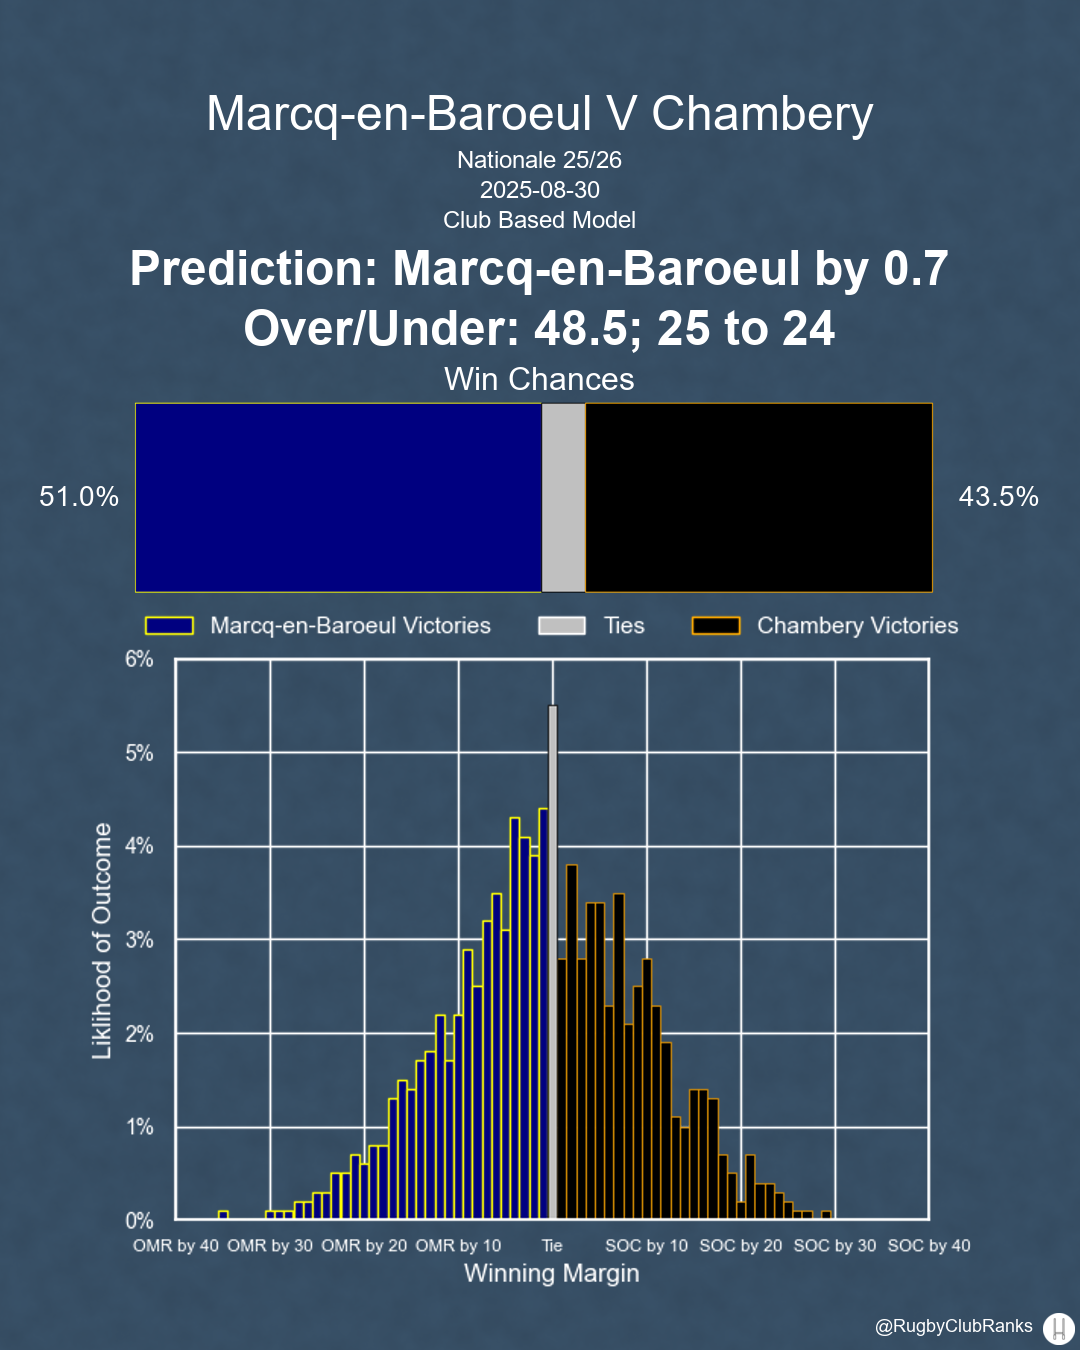 Marcq-en-Baroeul V Chambery
Nationale 25/26
2025-08-30
Club Based Model
Prediction: Marcq-en-Baroeul by 0.7
Over/Under: 48.5; 25 to 24
Win Chances
51.0%
43.5%
Marcq-en-Baroeul Victories
Ties
Chambery Victories
6%
5%
4%
3%
2%
1%
0%
Liklihood of Outcome
OMR by 40
OMR by 30
OMR by 20
OMR by 10
Tie
SOC by 10
SOC by 20
SOC by 30
SOC by 40
Winning Margin
@RugbyClubRanks